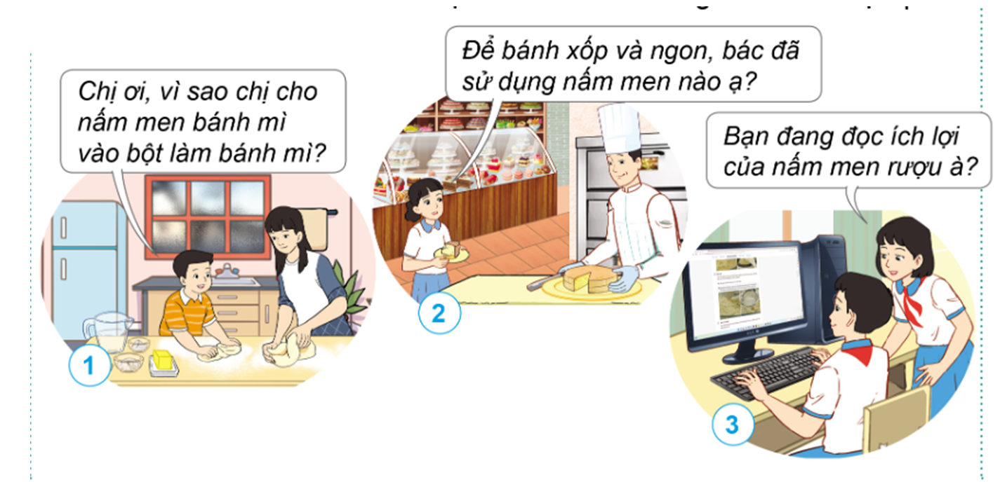 Chị ơi, vì sao chị cho
nấm men bánh mì
vào bột làm bánh mì?
1
Để bánh xốp và ngon, bác đã
sử dụng nấm men nào ạ?
2
Bạn đang đọc ích lợi
của nấm men rượu à?
3